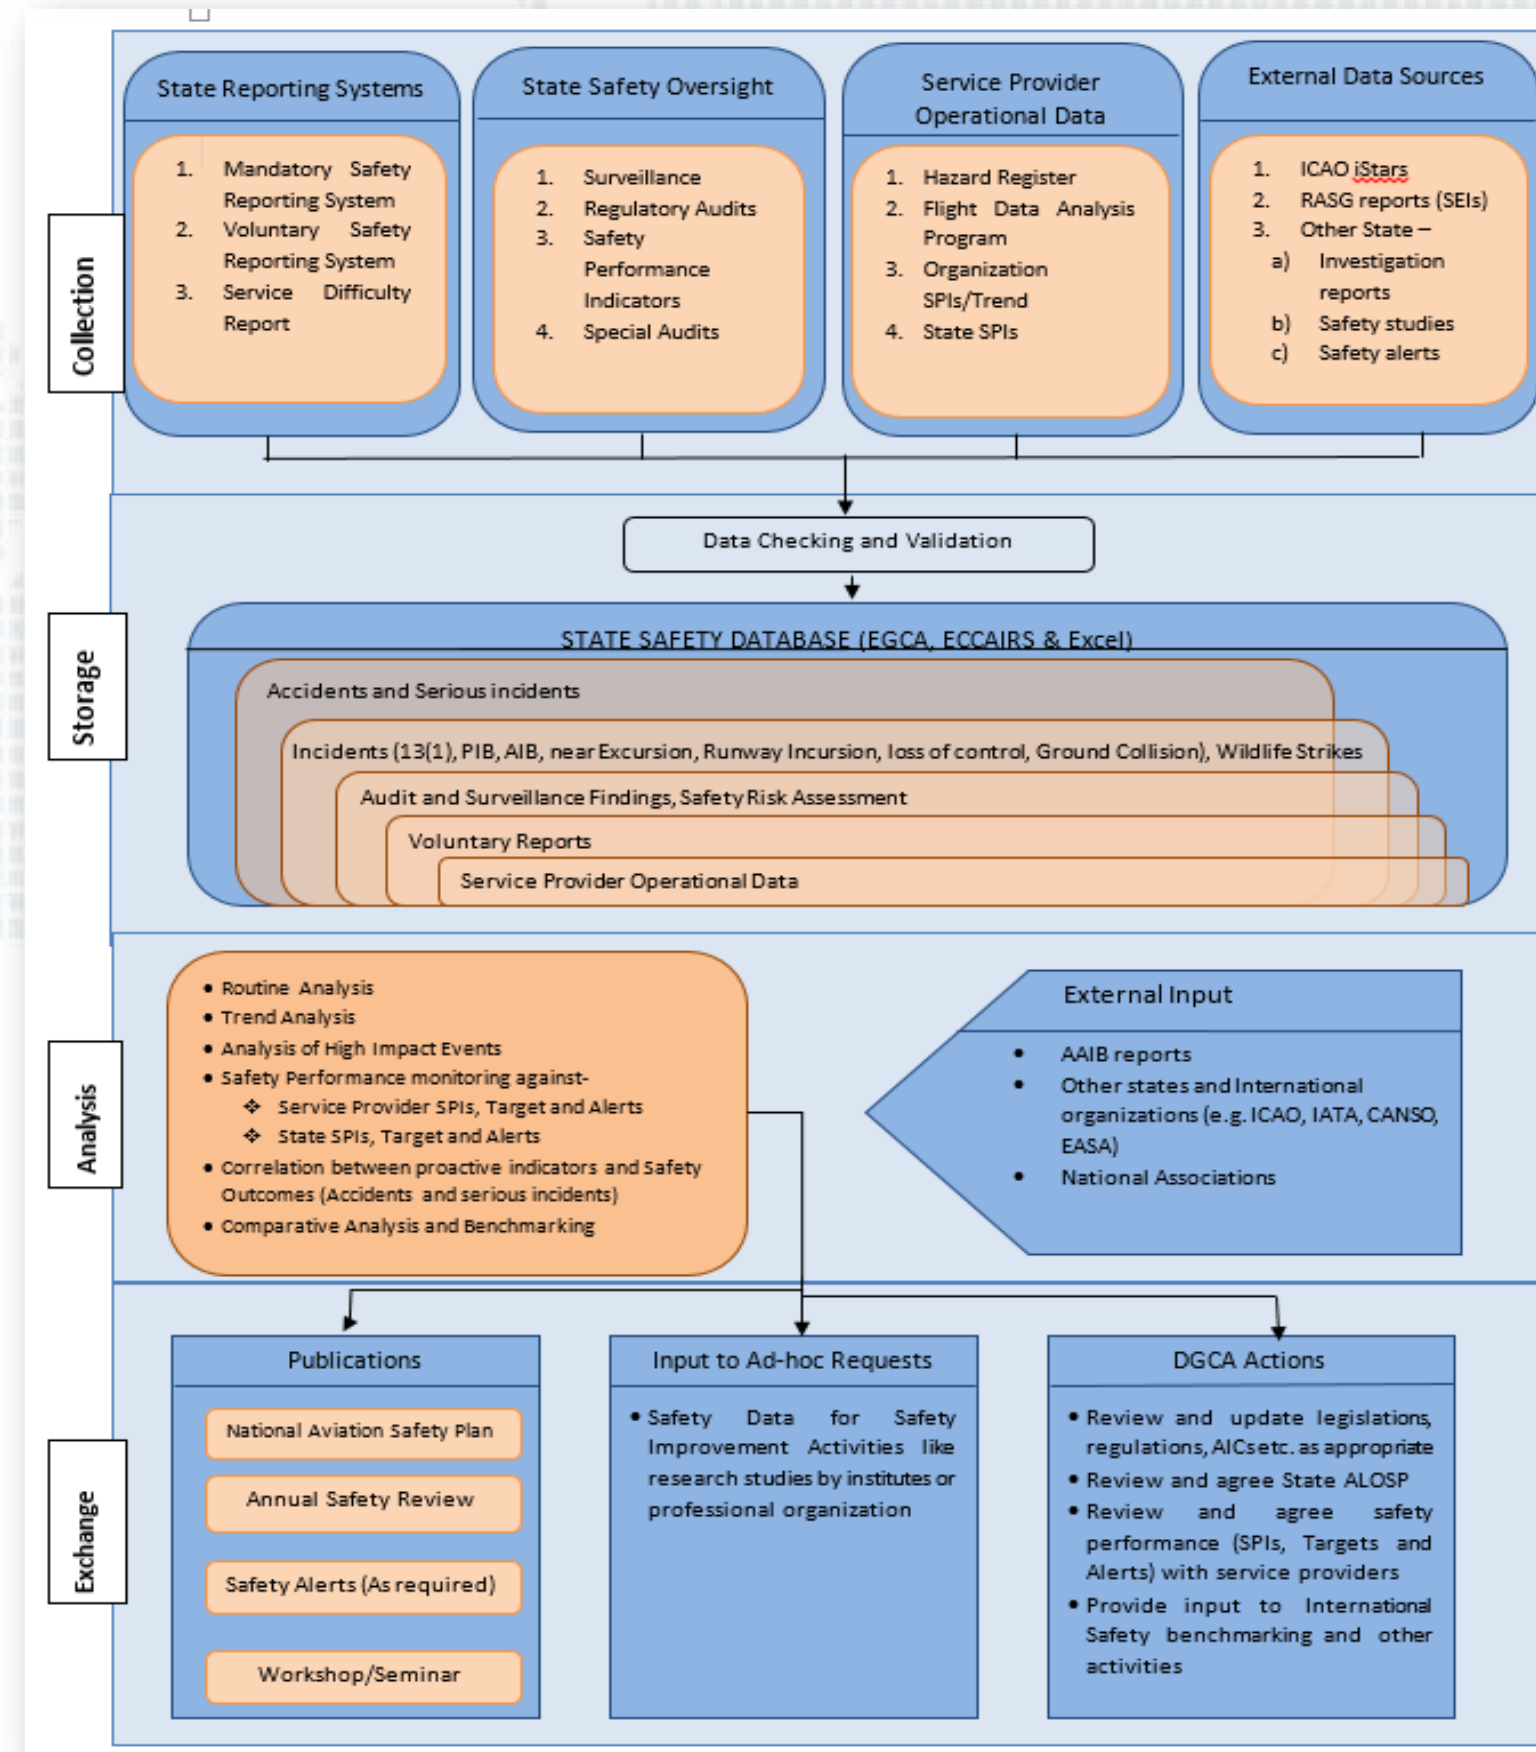 Collection
State Reporting Systems
1. Mandatory Safety
Reporting System
2. Voluntary Safety
Reporting System
3. Service Difficulty
Report
State Safety Oversight
1. Surveillance
2. Regulatory Audits
3. Safety
Performance
Indicators
4. Special Audits
Service Provider
Operational Data
1. Hazard Register
2. Flight Data Analysis
Program
3. Organization
SPIs/Trend
4. State SPIs
External Data Sources
1. ICAO iStars
2. RASG reports (SEIs)
3. Other State –
a) Investigation
reports
b) Safety studies
c) Safety alerts
Storage
Data Checking and Validation
STATE SAFETY DATABASE (EGCA, ECCAIRS & Excel)
Accidents and Serious incidents
Incidents (13(1), PIB, AIB, near Excursion, Runway Incursion, loss of control, Ground Collision), Wildlife Strikes
Audit and Surveillance Findings, Safety Risk Assessment
Voluntary Reports
Service Provider Operational Data
Analysis
• Routine Analysis
• Trend Analysis
• Analysis of High Impact Events
• Safety Performance monitoring against-
❖ Service Provider SPIs, Target and Alerts
❖ State SPIs, Target and Alerts
• Correlation between proactive indicators and Safety
Outcomes (Accidents and serious incidents)
• Comparative Analysis and Benchmarking
External Input
• AAIB reports
• Other states and International
organizations (e.g. ICAO, IATA, CANSO,
EASA)
• National Associations
Exchange
Publications
National Aviation Safety Plan
Annual Safety Review
Safety Alerts (As required)
Workshop/Seminar
Input to Ad-hoc Requests
• Safety Data for Safety
Improvement Activities like
research studies by institutes or
professional organization
DGCA Actions
• Review and update legislations,
regulations, AICs etc. as appropriate
• Review and agree State ALOSP
• Review and agree safety
performance (SPIs, Targets and
Alerts) with service providers
• Provide input to International
Safety benchmarking and other
activities